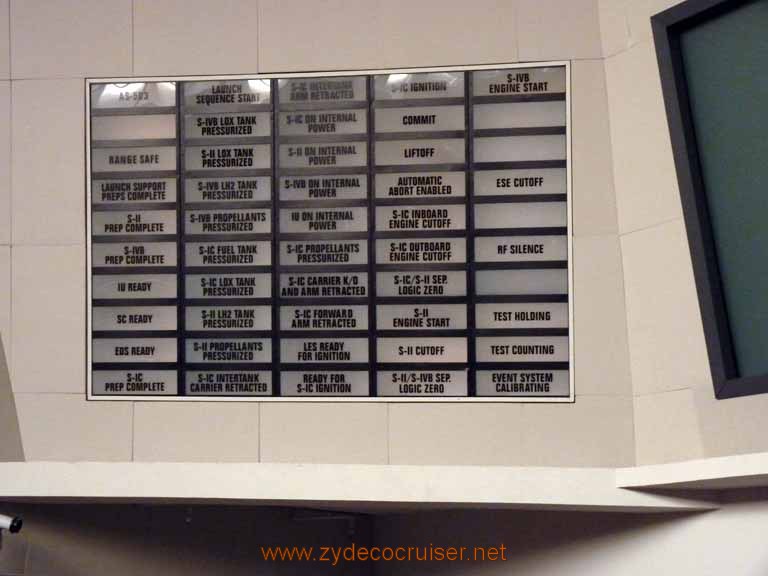 AS-503
RANGE SAFE
LAUNCH SUPPORT
PREPS COMPLETE
S-II
PREP COMPLETE
S-IVB
PREP COMPLETE
IU READY
SC READY
EDS READY
S-IC
PREP COMPLETE
LAUNCH
SEQUENCE START
S-IVB LOX TANK
PRESSURIZED
S-II LOX TANK
PRESSURIZED
S-IVB LH2 TANK
PRESSURIZED
S-IVB PROPELLANTS
PRESSURIZED
S-IC FUEL TANK
PRESSURIZED
S-IC LOX TANK
PRESSURIZED
S-II LH2 TANK
PRESSURIZED
S-II PROPELLANTS
PRESSURIZED
S-IC INTERTANK
CARRIER RETRACTED
S-IC INTERTANK
ARM RETRACTED
S-IC ON INTERNAL
POWER
S-II ON INTERNAL
POWER
S-IVB ON INTERNAL
POWER
IU ON INTERNAL
POWER
S-IC PROPELLANTS
PRESSURIZED
S-IC CARRIER K/O
AND ARM RETRACTED
S-IC FORWARD
ARM RETRACTED
LES READY
FOR IGNITION
READY FOR
S-IC IGNITION
S-IC IGNITION
COMMIT
LIFTOFF
AUTOMATIC
ABORT ENABLED
S-IC INBOARD
ENGINE CUTOFF
S-IC OUTBOARD
ENGINE CUTOFF
S-IC/S-II SEP.
LOGIC ZERO
S-II
ENGINE START
S-II CUTOFF
S-II/S-IVB SEP.
LOGIC ZERO
S-IVB
ENGINE START
ESE CUTOFF
RF SILENCE
TEST HOLDING
TEST COUNTING
EVENT SYSTEM
CALIBRATING
www.zydecocruiser.net